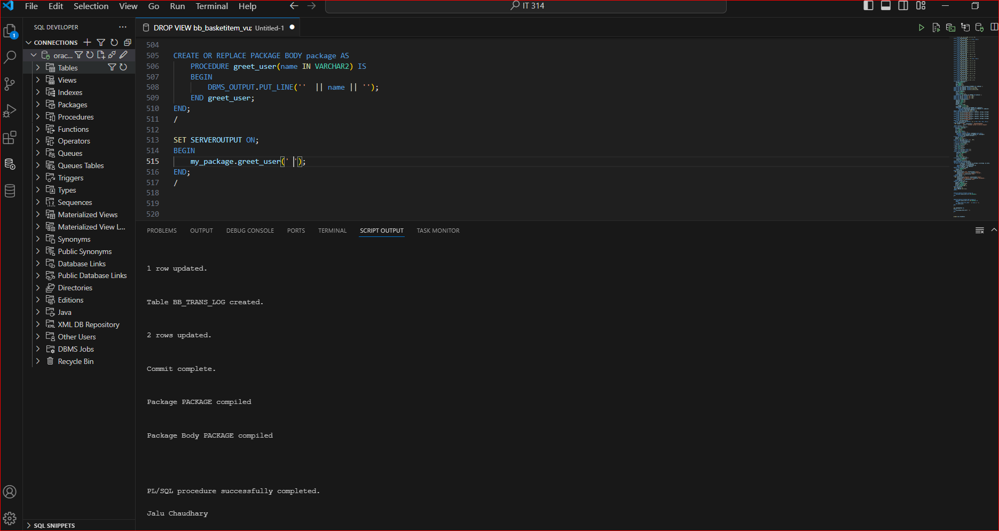 File Edit Selection View Go Run Terminal Help
IT 314
SQL DEVELOPER
DROP VIEW bb_basketitem_vu; Untitled-1
1
CONNECTIONS
orac...
Tables
Views
Indexes
Packages
Procedures
Functions
Operators
Queues
Queues Tables
Triggers
Types
Sequences
Materialized Views
Materialized View L...
Synonyms
Public Synonyms
Database Links
Public Database Links
Directories
Editions
Java
XML DB Repository
Other Users
DBMS Jobs
Recycle Bin
SQL SNIPPETS
504
505 CREATE OR REPLACE PACKAGE BODY package AS
506 PROCEDURE greet_user(name IN VARCHAR2) IS
507 BEGIN
508 DBMS_OUTPUT.PUT_LINE('' || name || '');
509 END greet_user;
510 END;
511 /
512
513 SET SERVEROUTPUT ON;
514 BEGIN
515 my_package.greet_user(' ');
516 END;
517 /
518
519
520
PROBLEMS OUTPUT DEBUG CONSOLE PORTS TERMINAL SCRIPT OUTPUT TASK MONITOR
1 row updated.
Table BB_TRANS_LOG created.
2 rows updated.
Commit complete.
Package PACKAGE compiled
Package Body PACKAGE compiled
PL/SQL procedure successfully completed.
Jalu Chaudhary